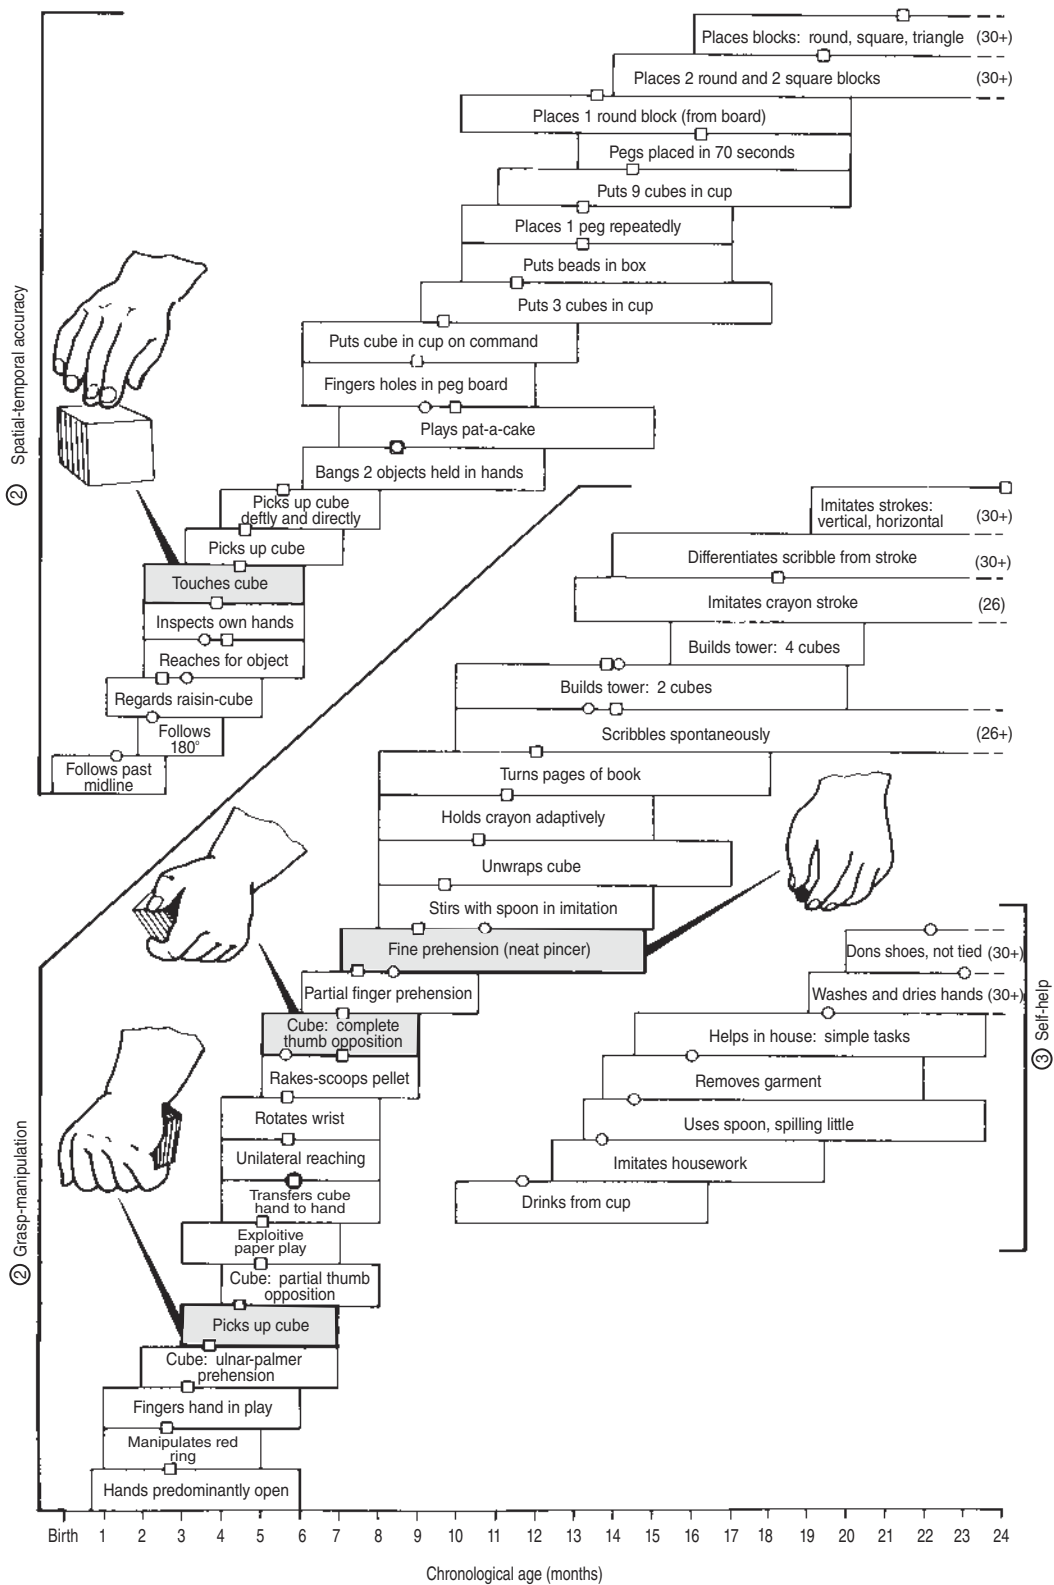 Places blocks: round, square, triangle (30+)
Places 2 round and 2 square blocks (30+)
Places 1 round block (from board)
Pegs placed in 70 seconds
Puts 9 cubes in cup
Places 1 peg repeatedly
Puts beads in box
Puts 3 cubes in cup
Puts cube in cup on command
Fingers holes in peg board
Plays pat-a-cake
Bangs 2 objects held in hands
Picks up cube
deftly and directly
Picks up cube
Touches cube
Inspects own hands
Reaches for object
Regards raisin-cube
Follows
180°
Follows past
midline
② Spatial-temporal accuracy
Imitates strokes:
vertical, horizontal (30+)
Differentiates scribble from stroke (30+)
Imitates crayon stroke (26)
Builds tower: 4 cubes
Builds tower: 2 cubes
Scribbles spontaneously (26+)
Turns pages of book
Holds crayon adaptively
Unwraps cube
Stirs with spoon in imitation
Fine prehension (neat pincer)
Partial finger prehension
Cube: complete
thumb opposition
Rakes-scoops pellet
Rotates wrist
Unilateral reaching
Transfers cube
hand to hand
Exploitive
paper play
Cube: partial thumb
opposition
Picks up cube
Cube: ulnar-palmer
prehension
Fingers hand in play
Manipulates red
ring
Hands predominantly open
② Grasp-manipulation
Dons shoes, not tied (30+)
Washes and dries hands (30+)
Helps in house: simple tasks
Removes garment
Uses spoon, spilling little
Imitates housework
Drinks from cup
③ Self-help
Birth 1 2 3 4 5 6 7 8 9 10 11 12 13 14 15 16 17 18 19 20 21 22 23 24
Chronological age (months)